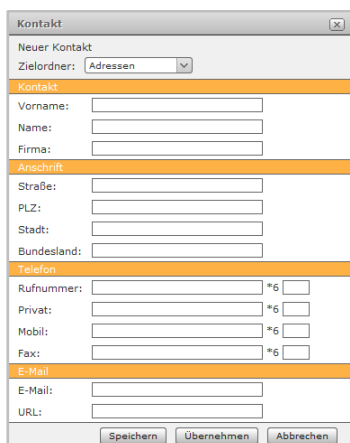 Kontakt
Neuer Kontakt
Zielordner: Adressen
Kontakt
Vorname:
Name:
Firma:
Anschrift
Straße:
PLZ:
Stadt:
Bundesland:
Telefon
Rufnummer: *6
Privat: *6
Mobil: *6
Fax: *6
E-Mail
E-Mail:
URL:
Speichern Übernehmen Abbrechen